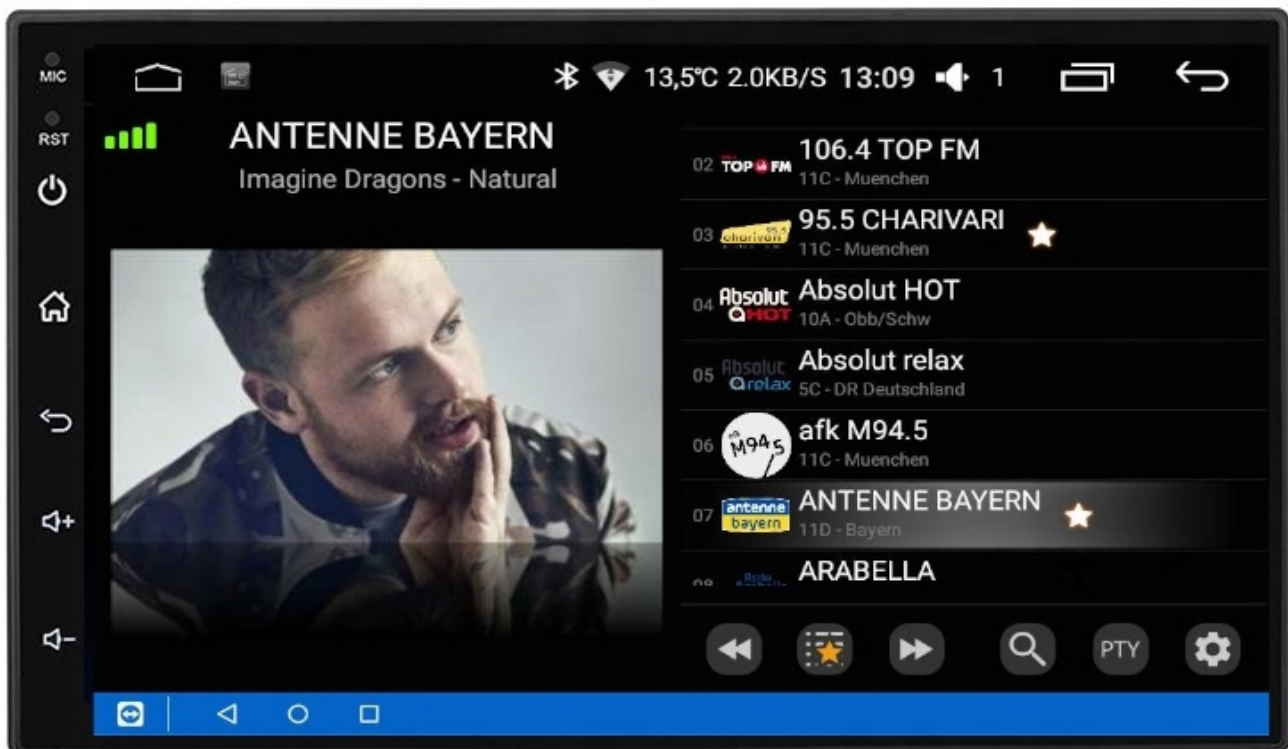 MIC
RST
13,5°C 2.0KB/S 13:09 1
ANTENNE BAYERN
Imagine Dragons - Natural
02 TOP FM 106.4 TOP FM
11C - Muenchen
03 charivari 95.5 95.5 CHARIVARI
11C - Muenchen
04 Absolut HOT Absolut HOT
10A - Obb/Schw
05 Absolut relax Absolut relax
5C - DR Deutschland
06 M94.5 afk M94.5
11C - Muenchen
07 antenne bayern ANTENNE BAYERN
11D - Bayern
ARABELLA
PTY